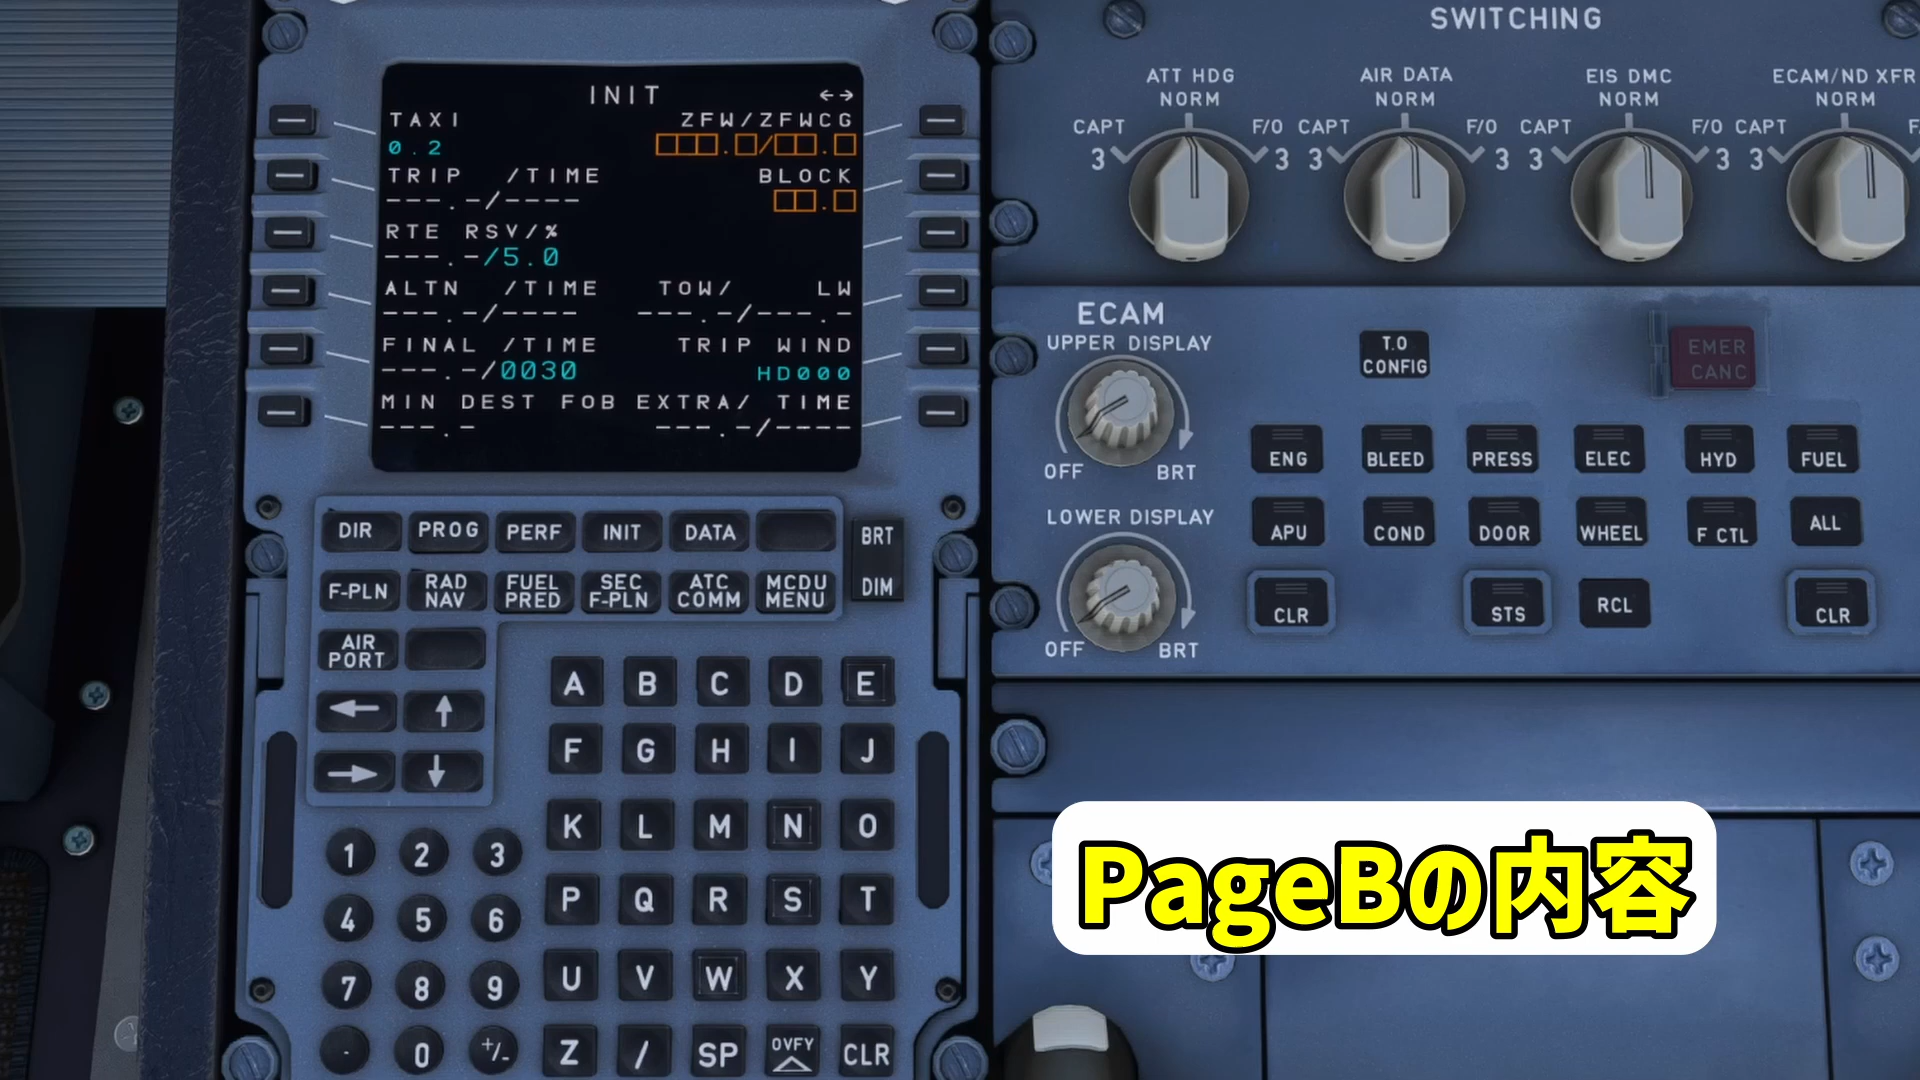 INIT ←→
TAXI ZFW/ZFWCG
0.2 □□□.□/□□.□
TRIP /TIME BLOCK
---.-/---- □□.□
RTE RSV/%
---.-/5.0
ALTN /TIME TOW/ LW
---.-/---- ---.-/---.-
FINAL /TIME TRIP WIND
---.-/0030 HD000
MIN DEST FOB EXTRA/ TIME
---.- ---.-/----
DIR PROG PERF INIT DATA
BRT
DIM
F-PLN RAD NAV FUEL PRED SEC F-PLN ATC COMM MCDU MENU
AIR PORT
← ↑
→ ↓
A B C D E
F G H I J
K L M N O
P Q R S T
U V W X Y
Z / SP OVFY CLR
1 2 3
4 5 6
7 8 9
. 0 +/-
SWITCHING
ATT HDG AIR DATA EIS DMC ECAM/ND XFR
NORM NORM NORM NORM
CAPT F/O CAPT F/O CAPT F/O CAPT
3 3 3 3 3 3 3
ECAM
UPPER DISPLAY
OFF BRT
LOWER DISPLAY
OFF BRT
T.O
CONFIG
EMER
CANC
ENG BLEED PRESS ELEC HYD FUEL
APU COND DOOR WHEEL F CTL ALL
CLR STS RCL CLR
PageBの内容